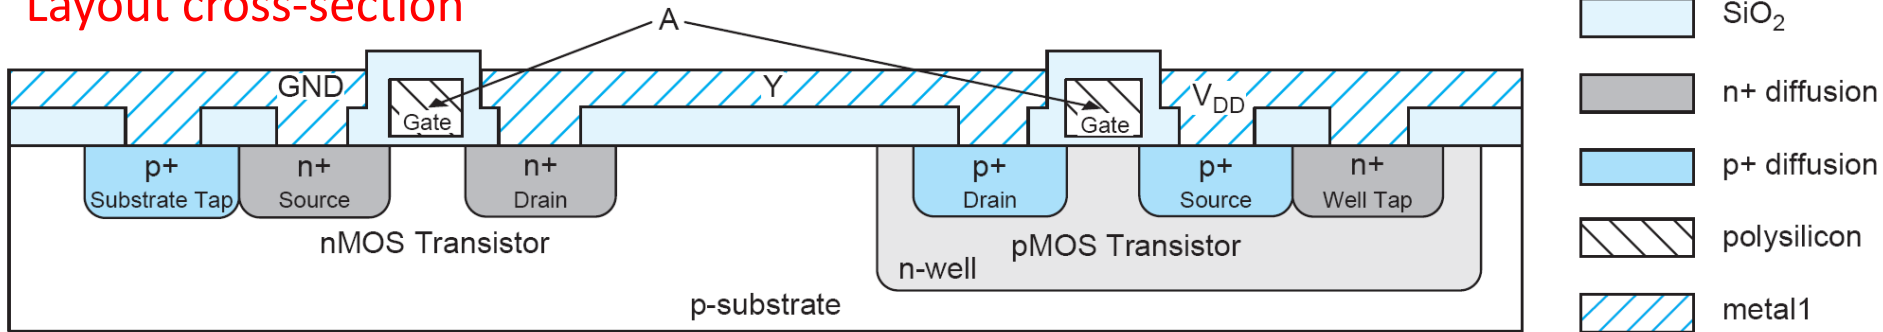 Layout cross-section
A
SiO2
GND
Y
VDD
n+ diffusion
Gate
Gate
p+
Substrate Tap
n+
Source
n+
Drain
p+
Drain
p+
Source
n+
Well Tap
p+ diffusion
nMOS Transistor
pMOS Transistor
polysilicon
n-well
p-substrate
metal1